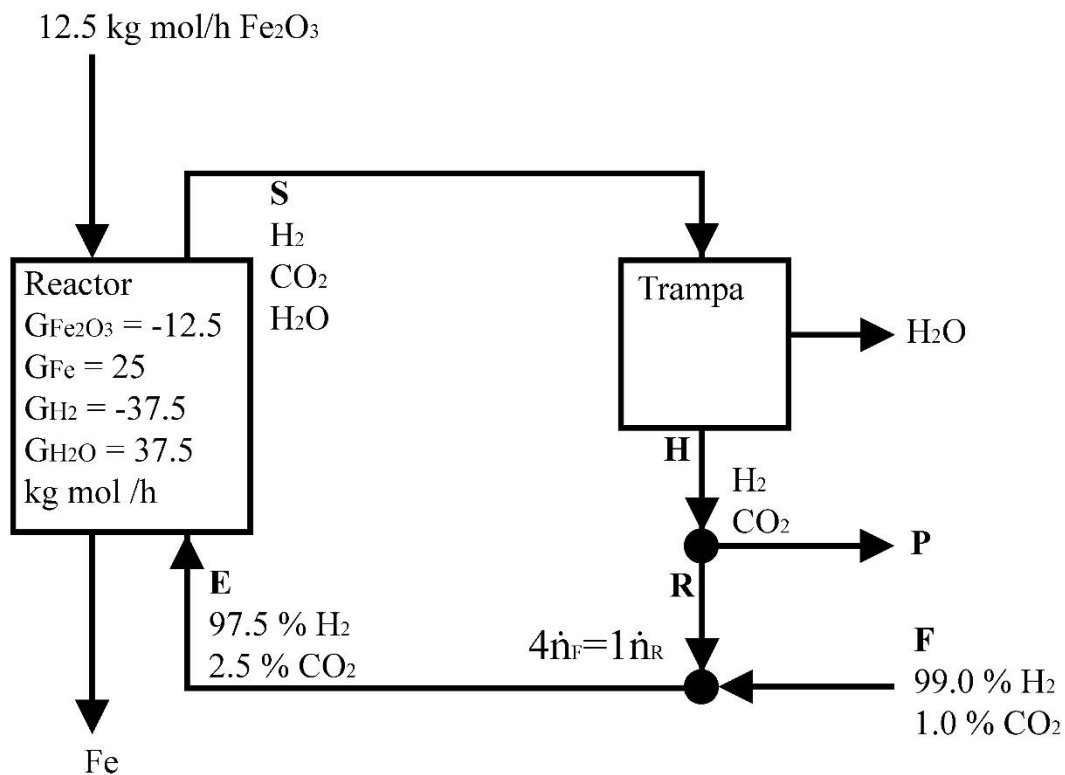 12.5 kg mol/h Fe₂O₃
S
H₂
CO₂
H₂O
Reactor
GFe₂O₃ = -12.5
GFe = 25
GH₂ = -37.5
GH₂O = 37.5
kg mol /h
Trampa
H₂O
H
H₂
CO₂
P
R
E
97.5 % H₂
2.5 % CO₂
4ṅF=1ṅR
F
99.0 % H₂
1.0 % CO₂
Fe